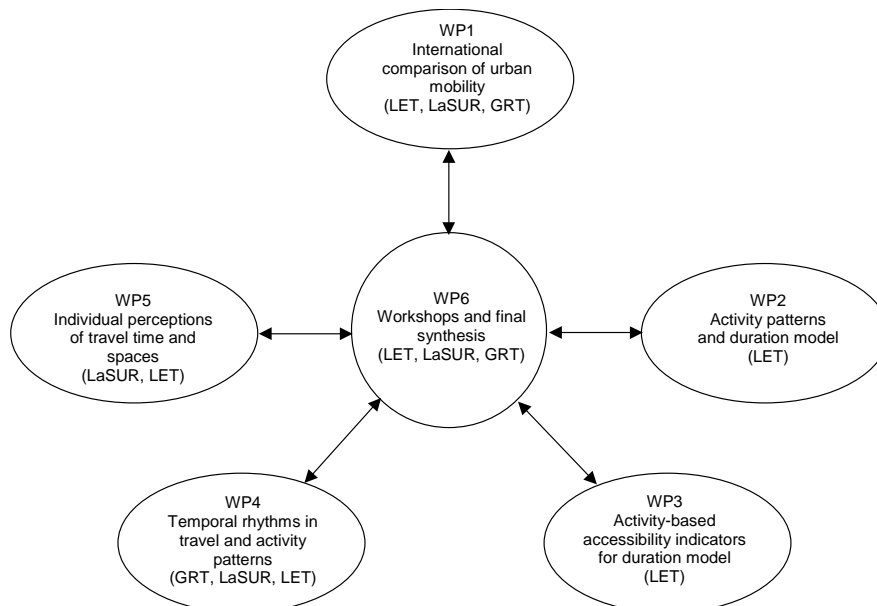 WP1
International
comparison of urban
mobility
(LET, LaSUR, GRT)
WP5
Individual perceptions
of travel time and
spaces
(LaSUR, LET)
WP6
Workshops and final
synthesis
(LET, LaSUR, GRT)
WP2
Activity patterns
and duration model
(LET)
WP4
Temporal rhythms in
travel and activity
patterns
(GRT, LaSUR, LET)
WP3
Activity-based
accessibility indicators
for duration model
(LET)